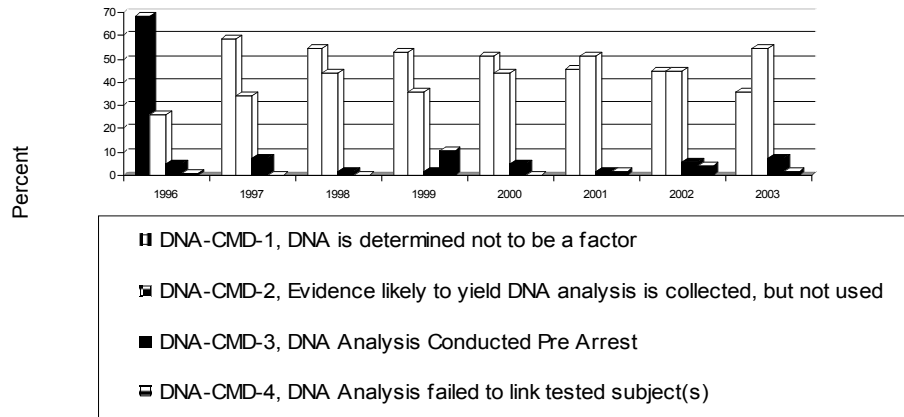 70
60
50
40
30
20
10
0
Percent
1996 1997 1998 1999 2000 2001 2002 2003
DNA-CMD-1, DNA is determined not to be a factor
DNA-CMD-2, Evidence likely to yield DNA analysis is collected, but not used
DNA-CMD-3, DNA Analysis Conducted Pre Arrest
DNA-CMD-4, DNA Analysis failed to link tested subject(s)